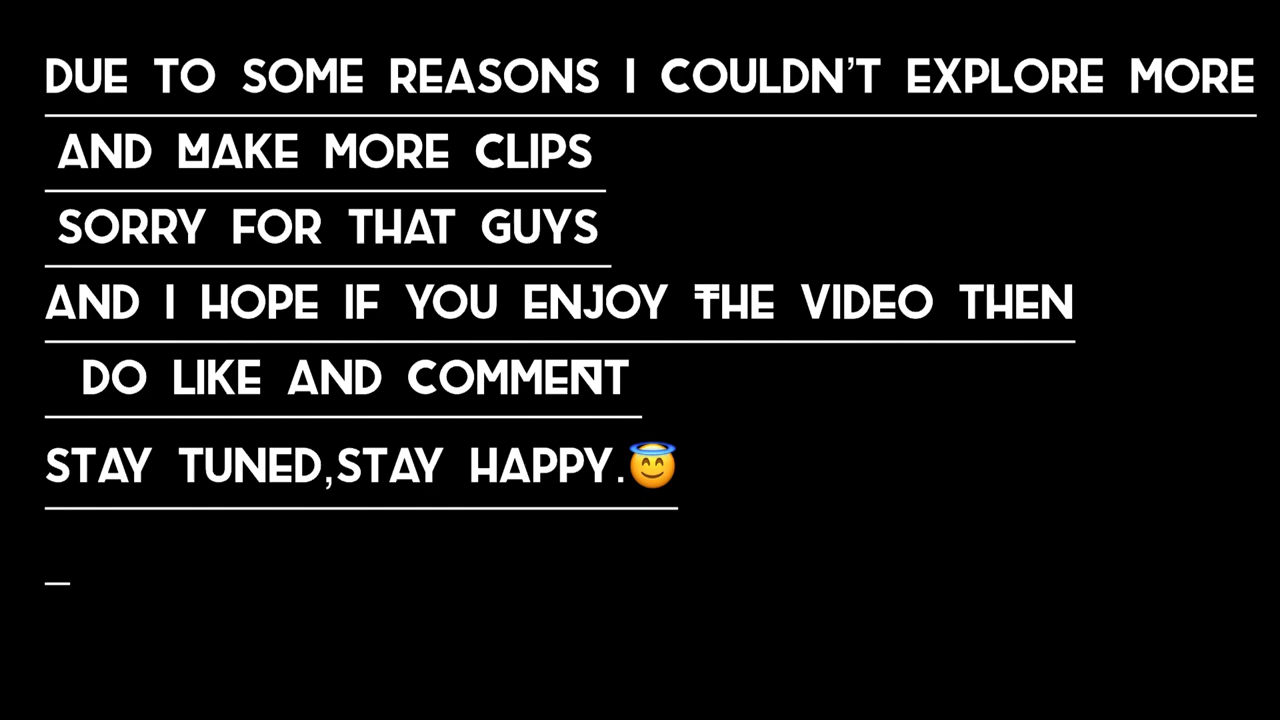 DUE TO SOME REASONS I COULDN'T EXPLORE MORE
AND MAKE MORE CLIPS
SORRY FOR THAT GUYS
AND I HOPE IF YOU ENJOY THE VIDEO THEN
DO LIKE AND COMMENT
STAY TUNED,STAY HAPPY.😇